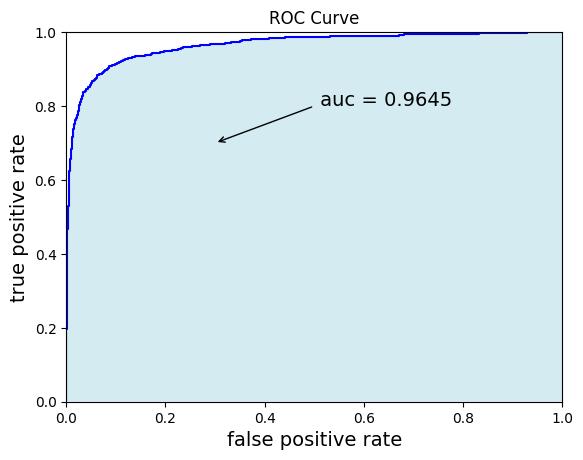 ROC Curve
1.0
0.8
0.6
0.4
0.2
0.0
true positive rate
auc = 0.9645
0.0 0.2 0.4 0.6 0.8 1.0
false positive rate